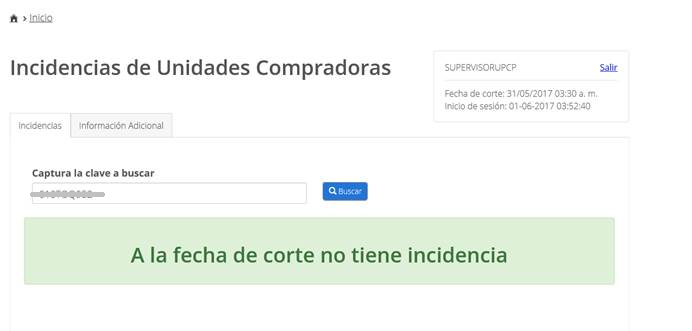 Inicio
Incidencias de Unidades Compradoras
SUPERVISORUPCP Salir
Fecha de corte: 31/05/2017 03:30 a. m.
Inicio de sesión: 01-06-2017 03:52:40
Incidencias Información Adicional
Captura la clave a buscar
Buscar
A la fecha de corte no tiene incidencia